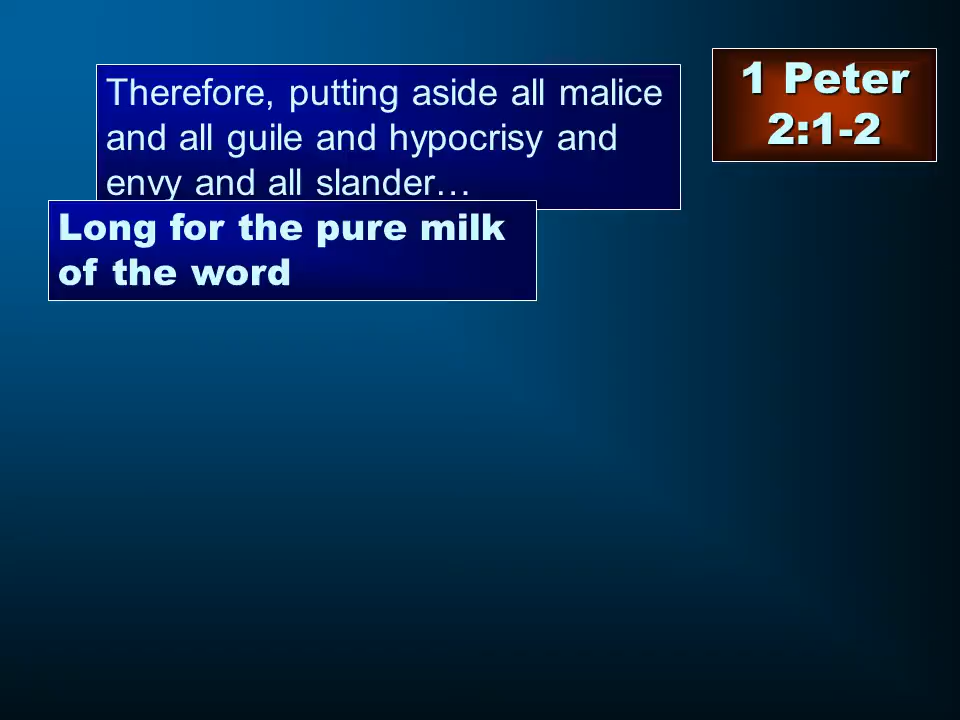 Therefore, putting aside all malice
and all guile and hypocrisy and
envy and all slander…
Long for the pure milk
of the word
1 Peter
2:1-2